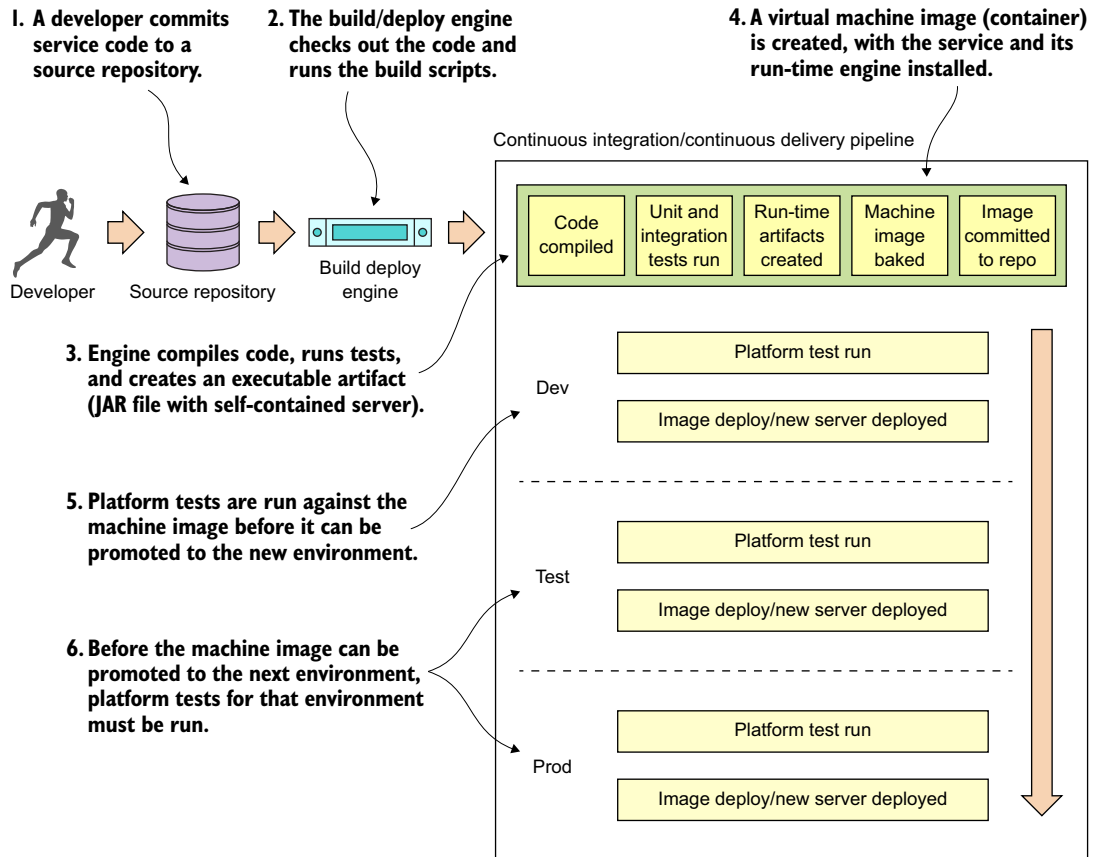 1. A developer commits
service code to a
source repository.
2. The build/deploy engine
checks out the code and
runs the build scripts.
4. A virtual machine image (container)
is created, with the service and its
run-time engine installed.
Continuous integration/continuous delivery pipeline
Code
compiled
Unit and
integration
tests run
Run-time
artifacts
created
Machine
image
baked
Image
committed
to repo
Developer
Source repository
Build deploy
engine
3. Engine compiles code, runs tests,
and creates an executable artifact
(JAR file with self-contained server).
Dev
Platform test run
Image deploy/new server deployed
5. Platform tests are run against the
machine image before it can be
promoted to the new environment.
Test
Platform test run
Image deploy/new server deployed
6. Before the machine image can be
promoted to the next environment,
platform tests for that environment
must be run.
Prod
Platform test run
Image deploy/new server deployed